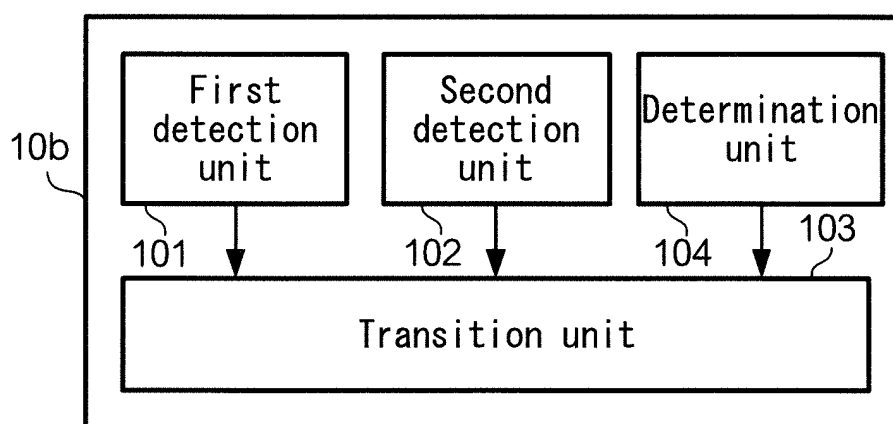 First
detection
unit
Second
detection
unit
Determination
unit
10b
101
102
104
103
Transition unit